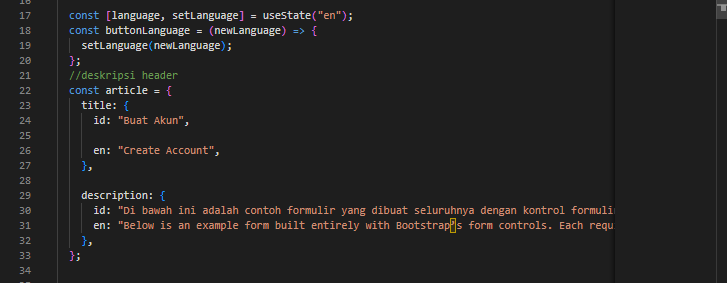 16
17 const [language, setLanguage] = useState("en");
18 const buttonLanguage = (newLanguage) => {
19 setLanguage(newLanguage);
20 };
21 //deskripsi header
22 const article = {
23 title: {
24 id: "Buat Akun",
25
26 en: "Create Account",
27 },
28
29 description: {
30 id: "Di bawah ini adalah contoh formulir yang dibuat seluruhnya dengan kontrol formulir
31 en: "Below is an example form built entirely with Bootstrap’s form controls. Each requ
32 },
33 };
34